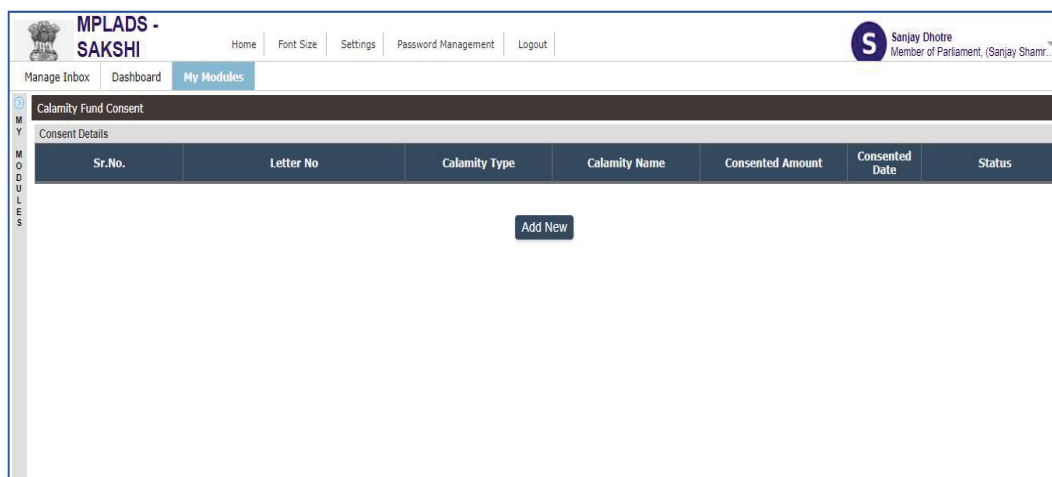 MPLADS -
SAKSHI
Home Font Size Settings Password Management Logout
S
Sanjay Dhotre
Member of Parliament, (Sanjay Shamr...
Manage Inbox Dashboard My Modules
MY MODULES
Calamity Fund Consent
Consent Details
Sr.No. Letter No Calamity Type Calamity Name Consented Amount Consented Date Status
Add New